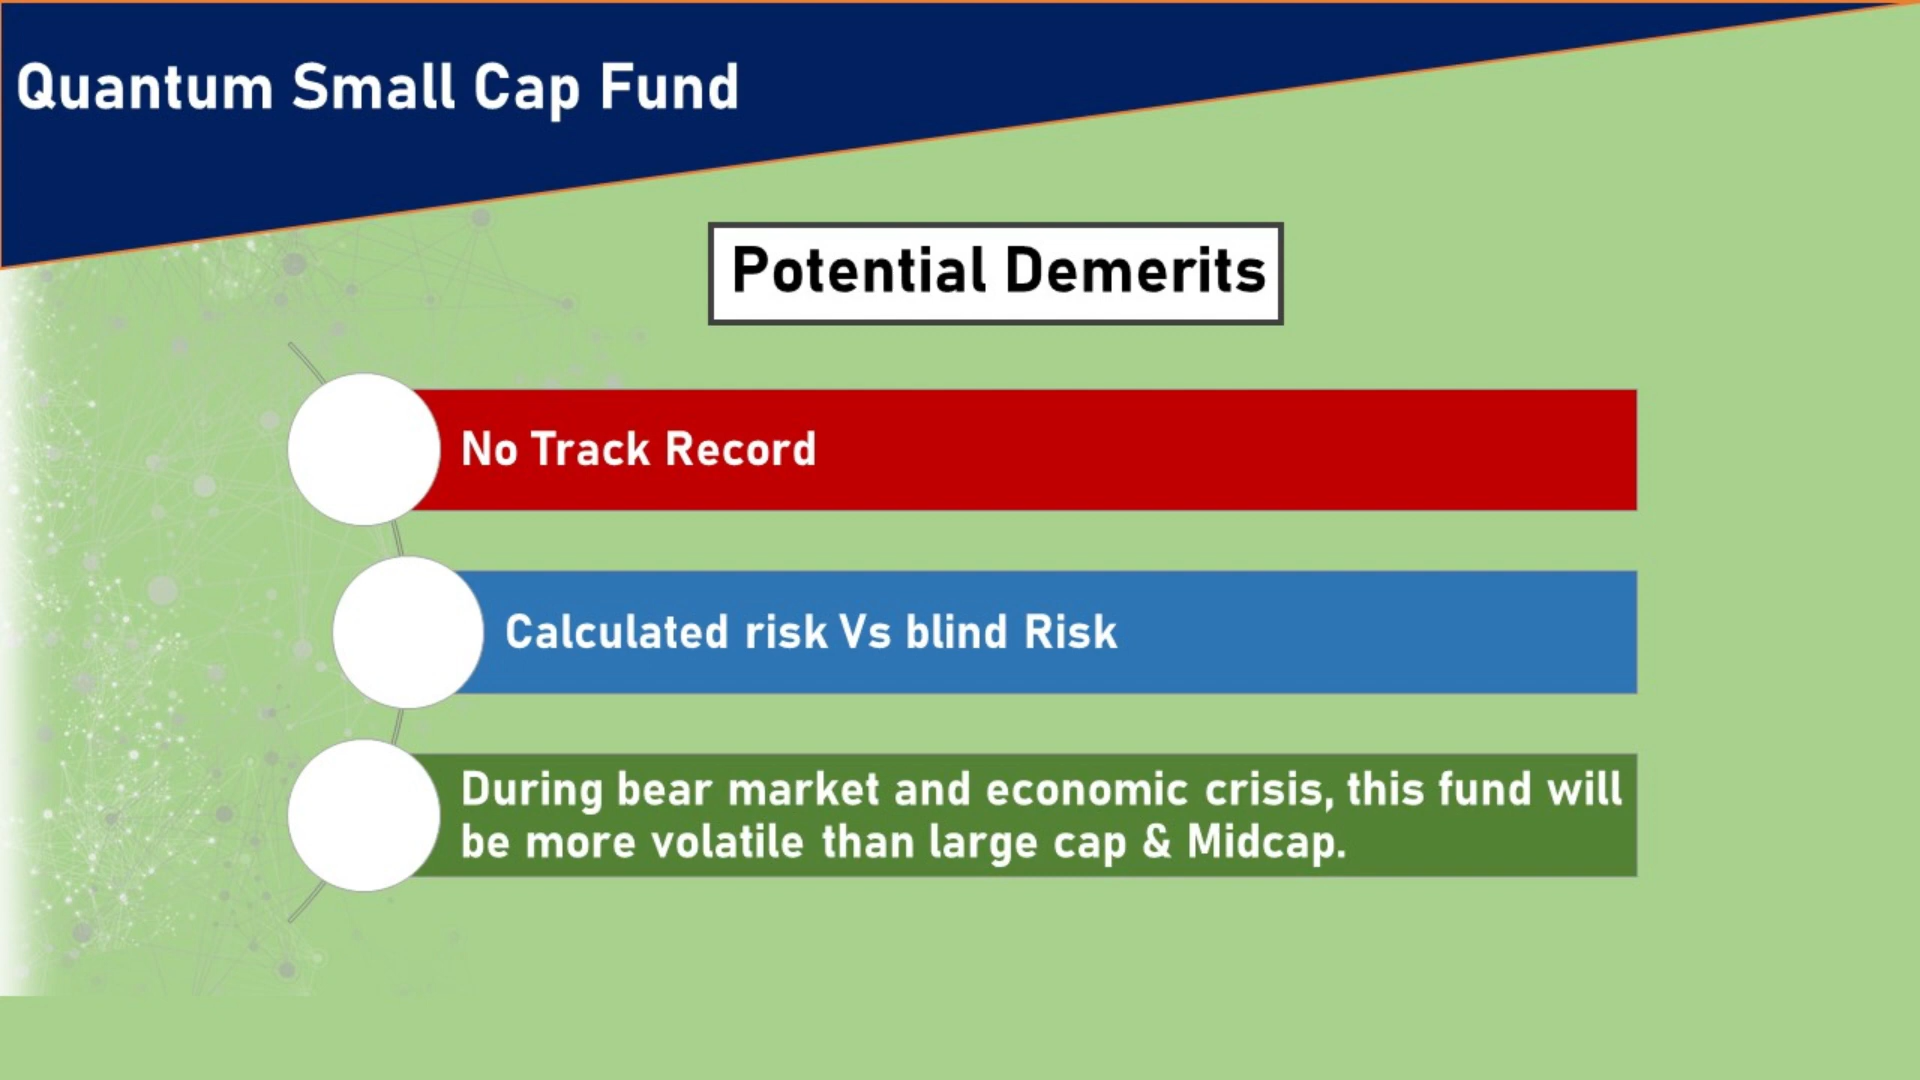 Quantum Small Cap Fund
Potential Demerits
No Track Record
Calculated risk Vs blind Risk
During bear market and economic crisis, this fund will
be more volatile than large cap & Midcap.